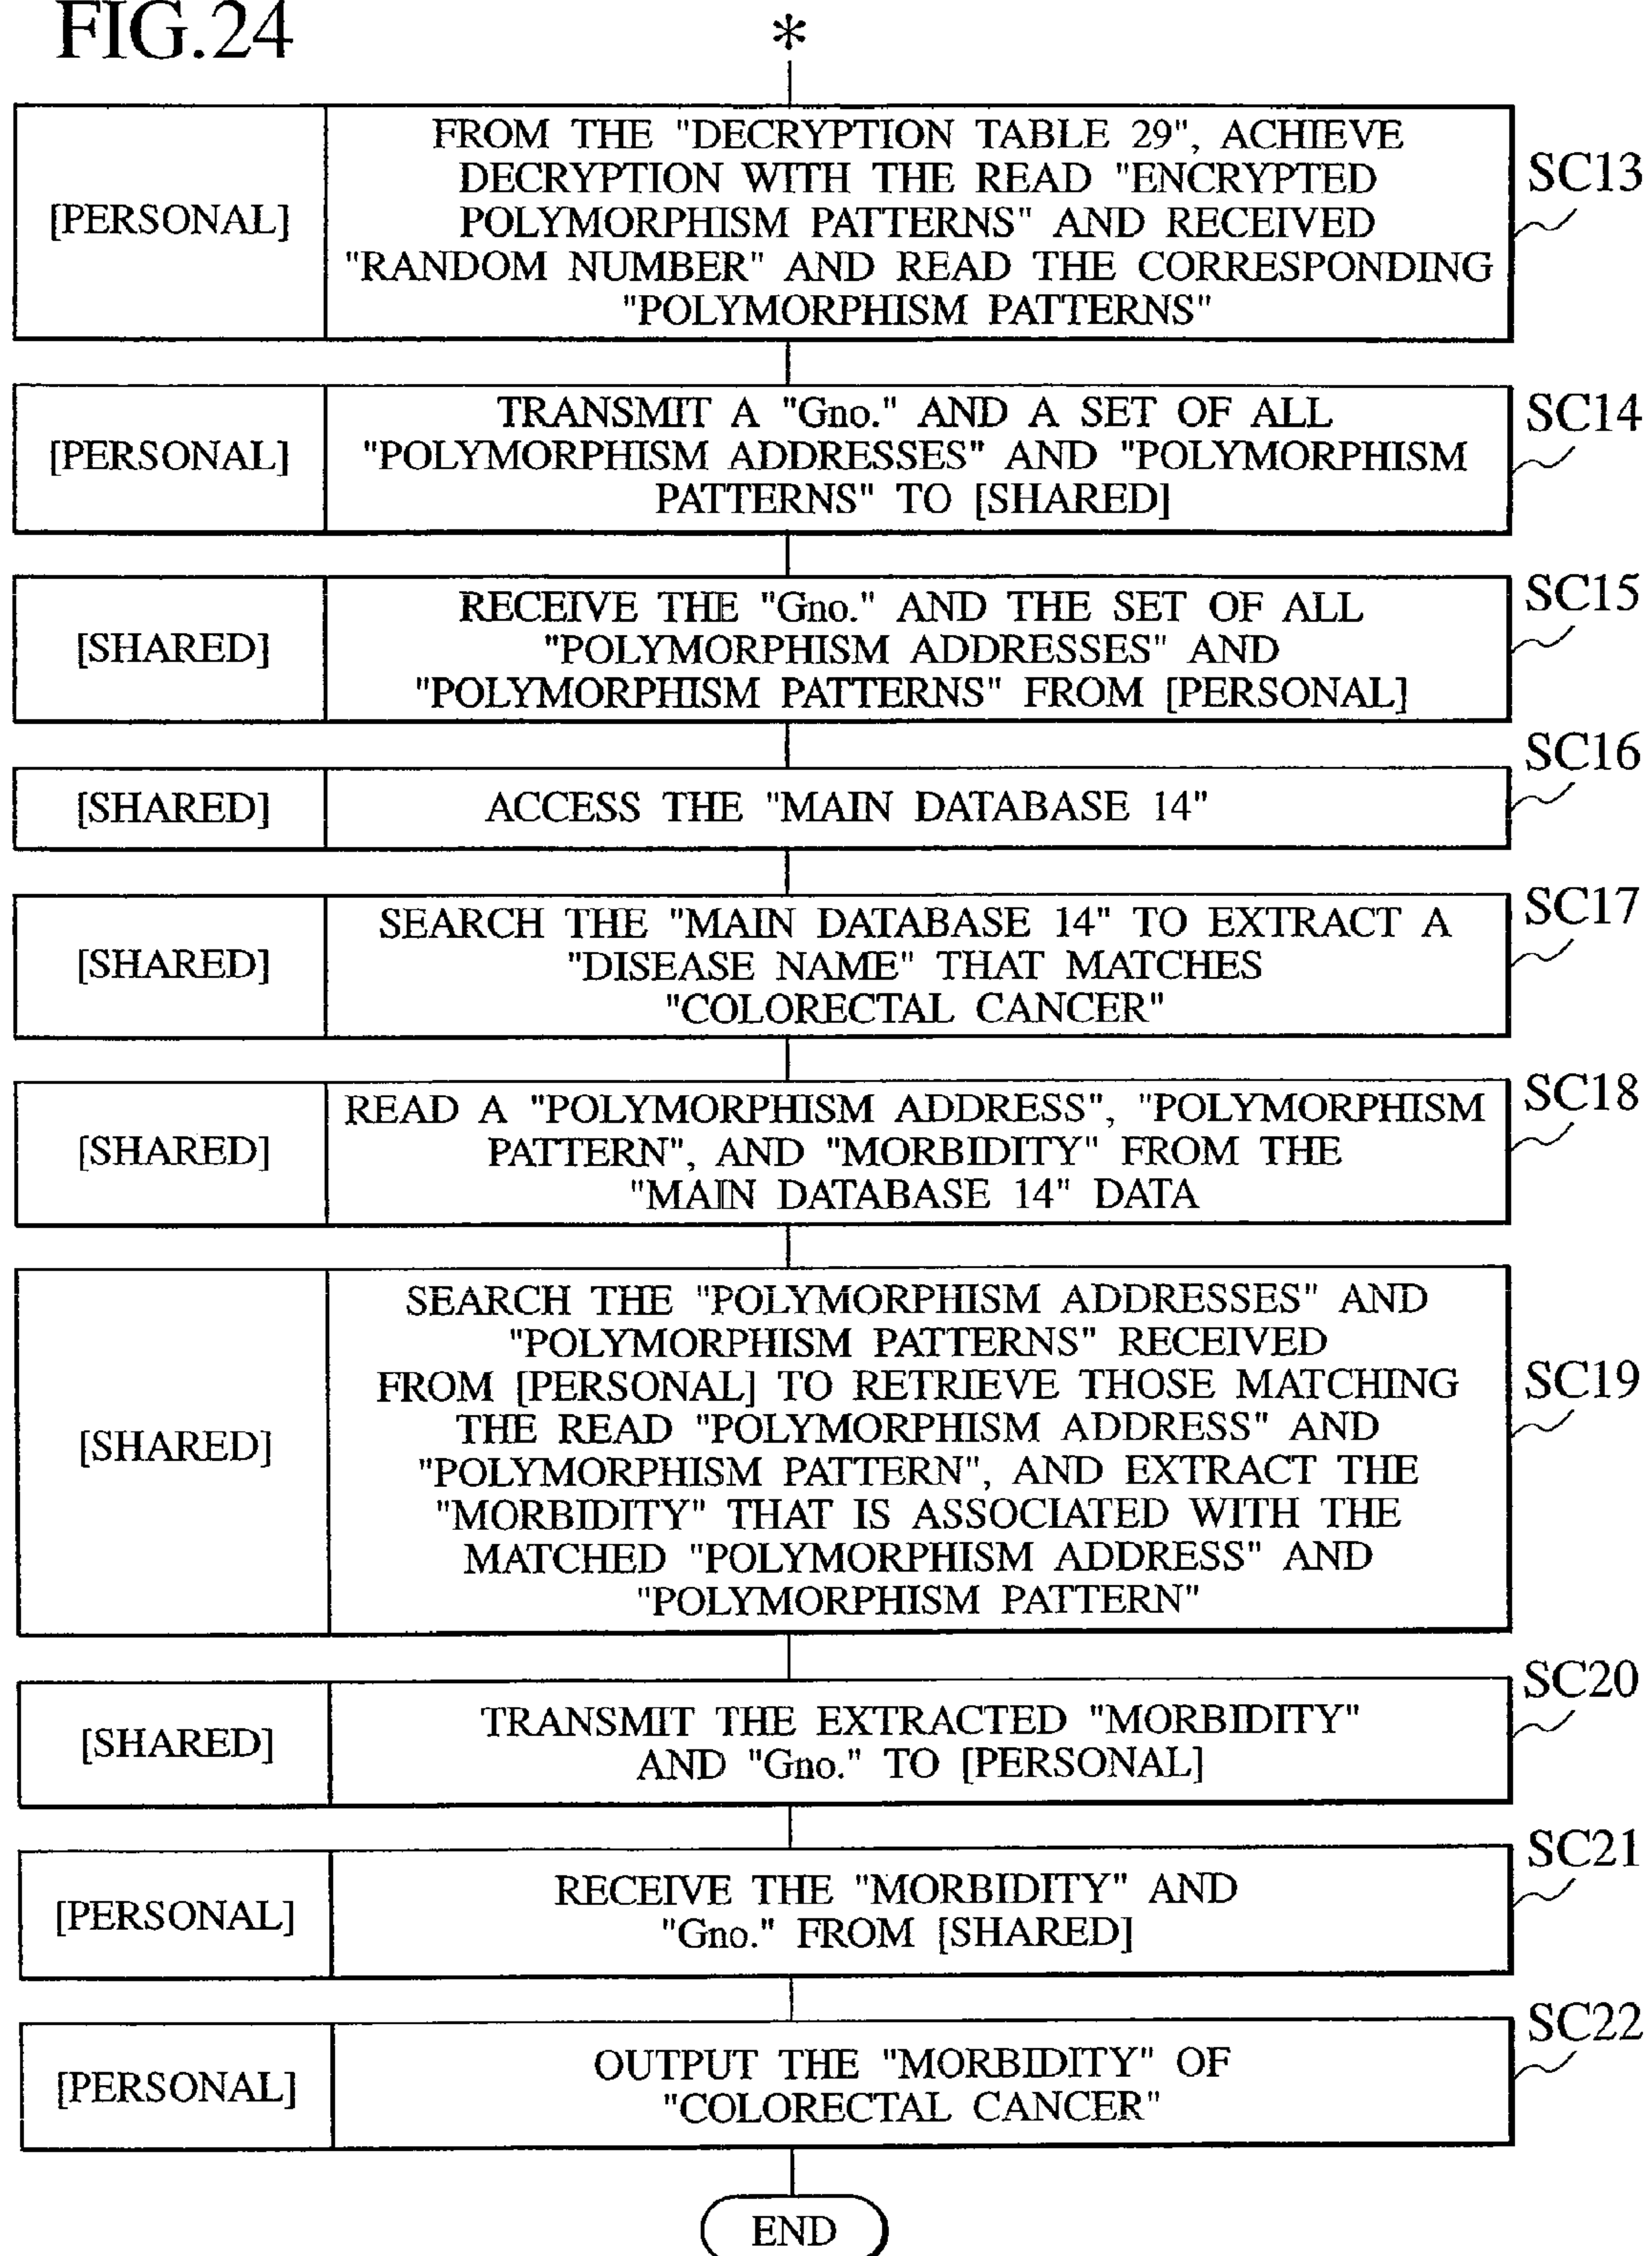 FIG.24
*
[PERSONAL]
FROM THE "DECRYPTION TABLE 29", ACHIEVE
DECRYPTION WITH THE READ "ENCRYPTED
POLYMORPHISM PATTERNS" AND RECEIVED
"RANDOM NUMBER" AND READ THE CORRESPONDING
"POLYMORPHISM PATTERNS"
SC13
[PERSONAL]
TRANSMIT A "Gno." AND A SET OF ALL
"POLYMORPHISM ADDRESSES" AND "POLYMORPHISM
PATTERNS" TO [SHARED]
SC14
[SHARED]
RECEIVE THE "Gno." AND THE SET OF ALL
"POLYMORPHISM ADDRESSES" AND
"POLYMORPHISM PATTERNS" FROM [PERSONAL]
SC15
[SHARED]
ACCESS THE "MAIN DATABASE 14"
SC16
[SHARED]
SEARCH THE "MAIN DATABASE 14" TO EXTRACT A
"DISEASE NAME" THAT MATCHES
"COLORECTAL CANCER"
SC17
[SHARED]
READ A "POLYMORPHISM ADDRESS", "POLYMORPHISM
PATTERN", AND "MORBIDITY" FROM THE
"MAIN DATABASE 14" DATA
SC18
[SHARED]
SEARCH THE "POLYMORPHISM ADDRESSES" AND
"POLYMORPHISM PATTERNS" RECEIVED
FROM [PERSONAL] TO RETRIEVE THOSE MATCHING
THE READ "POLYMORPHISM ADDRESS" AND
"POLYMORPHISM PATTERN", AND EXTRACT THE
"MORBIDITY" THAT IS ASSOCIATED WITH THE
MATCHED "POLYMORPHISM ADDRESS" AND
"POLYMORPHISM PATTERN"
SC19
[SHARED]
TRANSMIT THE EXTRACTED "MORBIDITY"
AND "Gno." TO [PERSONAL]
SC20
[PERSONAL]
RECEIVE THE "MORBIDITY" AND
"Gno." FROM [SHARED]
SC21
[PERSONAL]
OUTPUT THE "MORBIDITY" OF
"COLORECTAL CANCER"
SC22
END